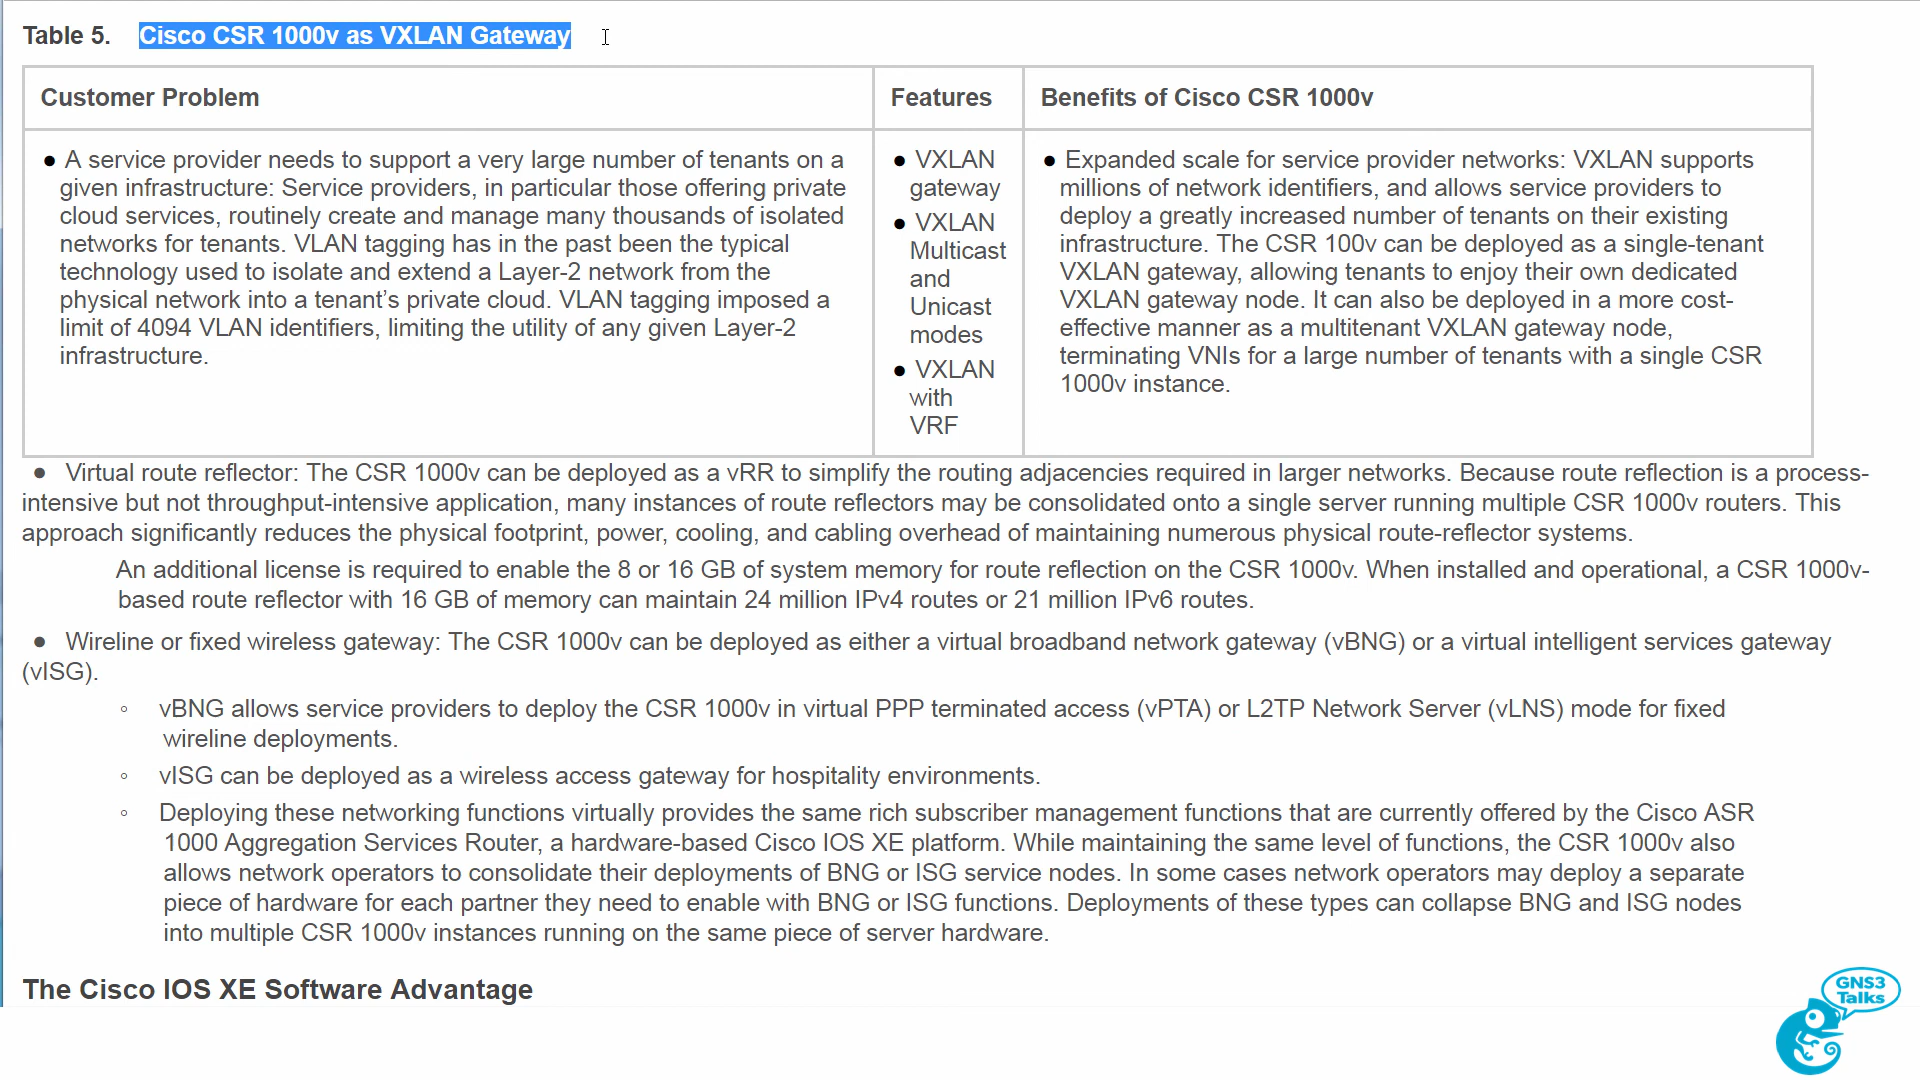 Table 5. Cisco CSR 1000v as VXLAN Gateway
Customer Problem
Features
Benefits of Cisco CSR 1000v
● A service provider needs to support a very large number of tenants on a
given infrastructure: Service providers, in particular those offering private
cloud services, routinely create and manage many thousands of isolated
networks for tenants. VLAN tagging has in the past been the typical
technology used to isolate and extend a Layer-2 network from the
physical network into a tenant’s private cloud. VLAN tagging imposed a
limit of 4094 VLAN identifiers, limiting the utility of any given Layer-2
infrastructure.
● VXLAN
gateway
● VXLAN
Multicast
and
Unicast
modes
● VXLAN
with
VRF
● Expanded scale for service provider networks: VXLAN supports
millions of network identifiers, and allows service providers to
deploy a greatly increased number of tenants on their existing
infrastructure. The CSR 100v can be deployed as a single-tenant
VXLAN gateway, allowing tenants to enjoy their own dedicated
VXLAN gateway node. It can also be deployed in a more cost-
effective manner as a multitenant VXLAN gateway node,
terminating VNIs for a large number of tenants with a single CSR
1000v instance.
● Virtual route reflector: The CSR 1000v can be deployed as a vRR to simplify the routing adjacencies required in larger networks. Because route reflection is a process-
intensive but not throughput-intensive application, many instances of route reflectors may be consolidated onto a single server running multiple CSR 1000v routers. This
approach significantly reduces the physical footprint, power, cooling, and cabling overhead of maintaining numerous physical route-reflector systems.
An additional license is required to enable the 8 or 16 GB of system memory for route reflection on the CSR 1000v. When installed and operational, a CSR 1000v-
based route reflector with 16 GB of memory can maintain 24 million IPv4 routes or 21 million IPv6 routes.
● Wireline or fixed wireless gateway: The CSR 1000v can be deployed as either a virtual broadband network gateway (vBNG) or a virtual intelligent services gateway
(vISG).
◦ vBNG allows service providers to deploy the CSR 1000v in virtual PPP terminated access (vPTA) or L2TP Network Server (vLNS) mode for fixed
wireline deployments.
◦ vISG can be deployed as a wireless access gateway for hospitality environments.
◦ Deploying these networking functions virtually provides the same rich subscriber management functions that are currently offered by the Cisco ASR
1000 Aggregation Services Router, a hardware-based Cisco IOS XE platform. While maintaining the same level of functions, the CSR 1000v also
allows network operators to consolidate their deployments of BNG or ISG service nodes. In some cases network operators may deploy a separate
piece of hardware for each partner they need to enable with BNG or ISG functions. Deployments of these types can collapse BNG and ISG nodes
into multiple CSR 1000v instances running on the same piece of server hardware.
The Cisco IOS XE Software Advantage
GNS3
Talks